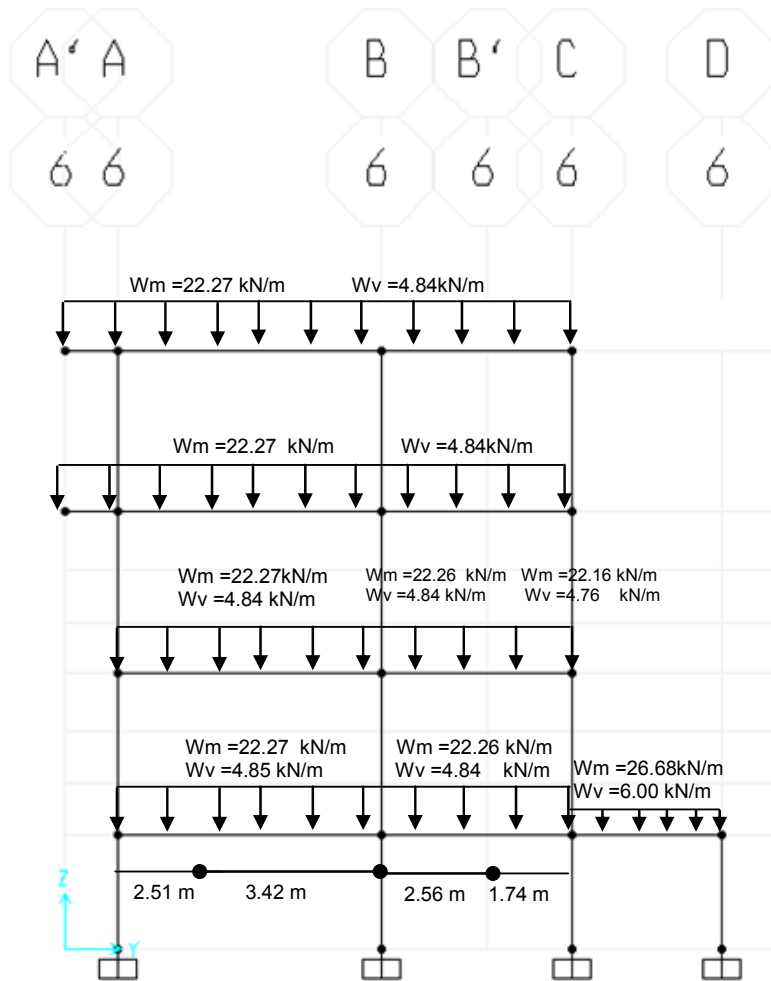 A‘ A B B‘ C D
6 6 6 6 6 6
Wm =22.27 kN/m Wv =4.84kN/m
Wm =22.27 kN/m Wv =4.84kN/m
Wm =22.27kN/m Wm =22.26 kN/m Wm =22.16 kN/m
Wv =4.84 kN/m Wv =4.84 kN/m Wv =4.76 kN/m
Wm =22.27 kN/m Wm =22.26 kN/m
Wv =4.85 kN/m Wv =4.84 kN/m
Wm =26.68kN/m
Wv =6.00 kN/m
2.51 m 3.42 m 2.56 m 1.74 m
Z
Y